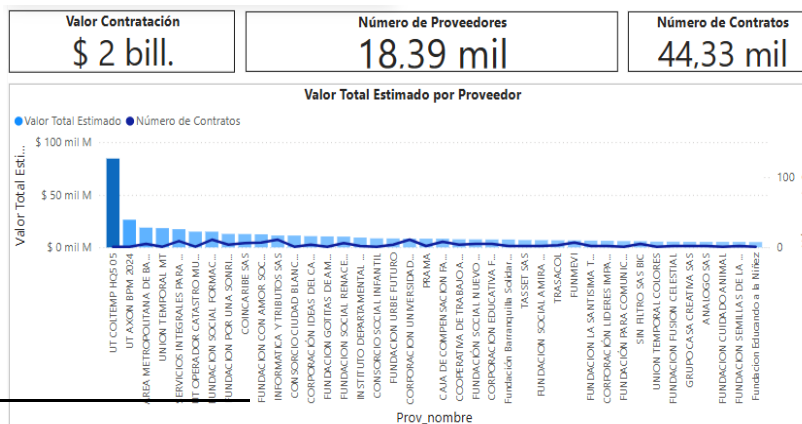 Valor Contratación
$ 2 bill.
Número de Proveedores
18,39 mil
Número de Contratos
44,33 mil
Valor Total Estimado por Proveedor
Valor Total Estimado Número de Contratos
Valor Total Esti...
$ 100 mil M
$ 50 mil M
$ 0 mil M
100
0
UT COLTEMP HQ5 05
UT AXON BPM 2024
AREA METROPOLITANA DE BA...
UNION TEMPORAL MT
SERVICIOS INTEGRALES PARA ...
UT OPERADOR CATASTRO MU...
FUNDACION SOCIAL FORMAC...
FUNDACION POR UNA SONRI...
COINCARIBE SAS
FUNDACION CON AMOR SOC...
INFORMATICA Y TRIBUTOS SAS
CONSORCIO CIUDAD BLANC...
CORPORACIÓN IDEAS DEL CA...
FUNDACION GOTITAS DE AM...
FUNDACION SOCIAL RENACE...
INSTITUTO DEPARTAMENTAL ...
CONSORCIO SOCIAL INFANTIL
FUNDACION URBE FUTURO
CORPORACION UNIVERSIDAD...
PRAMA
CAJA DE COMPENSACION FA...
COOPERATIVA DE TRABAJO A...
FUNDACIÓN SOCIAL NUEVO ...
CORPORACION EDUCATIVA F...
Fundación Barranquilla Solidar...
TASSET SAS
FUNDACION SOCIAL AMIRA ...
TRASACOL
FUNMEVI
FUNDACION LA SANTISIMA T...
CORPORACIÓN LIDERES IMPA...
FUNDACIÓN PARA COMUNIC...
SIN FILTRO SAS BIC
UNION TEMPORAL COLORES
FUNDACION FUSION CELESTIAL
GRUPO CASA CREATIVA SAS
ANALOGO SAS
FUNDACION CUIDADO ANIMAL
FUNDACION SEMILLAS DE LA ...
Fundacion Educando a la Niñez
Prov_nombre